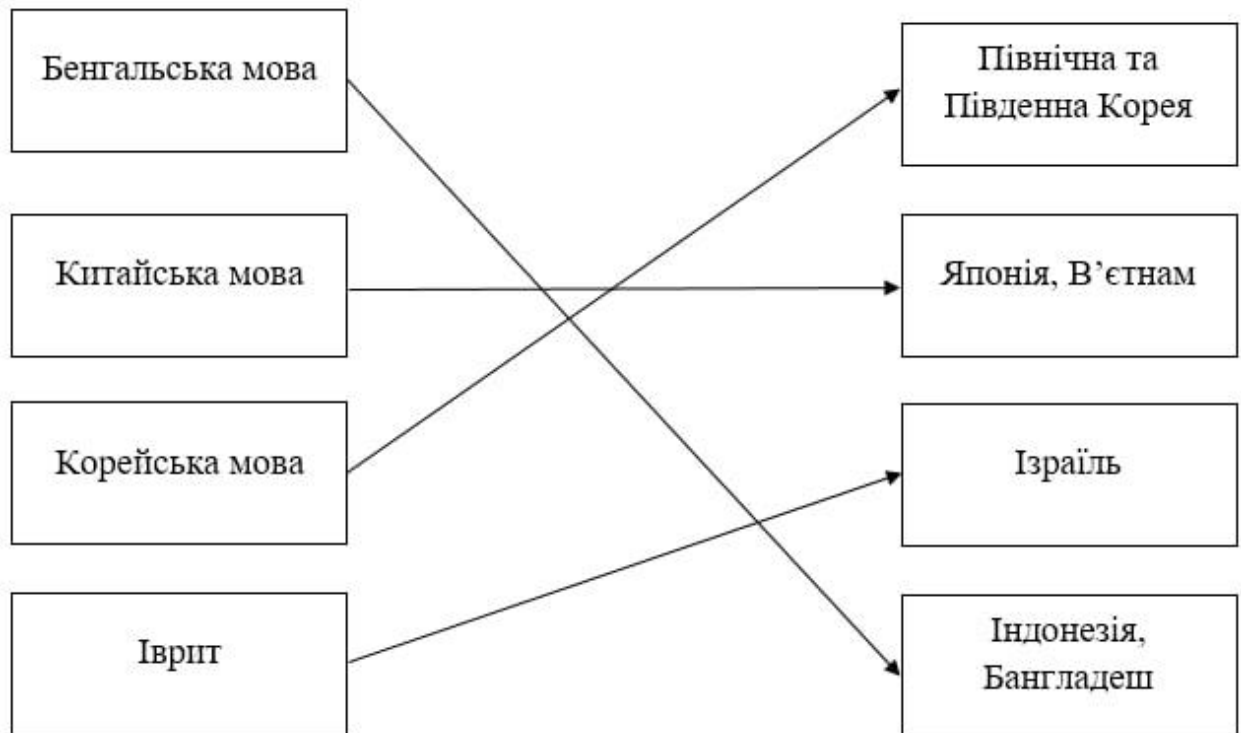 Бенгальська мова
Північна та
Південна Корея
Китайська мова
Японія, В’єтнам
Корейська мова
Ізраїль
Іврит
Індонезія,
Бангладеш